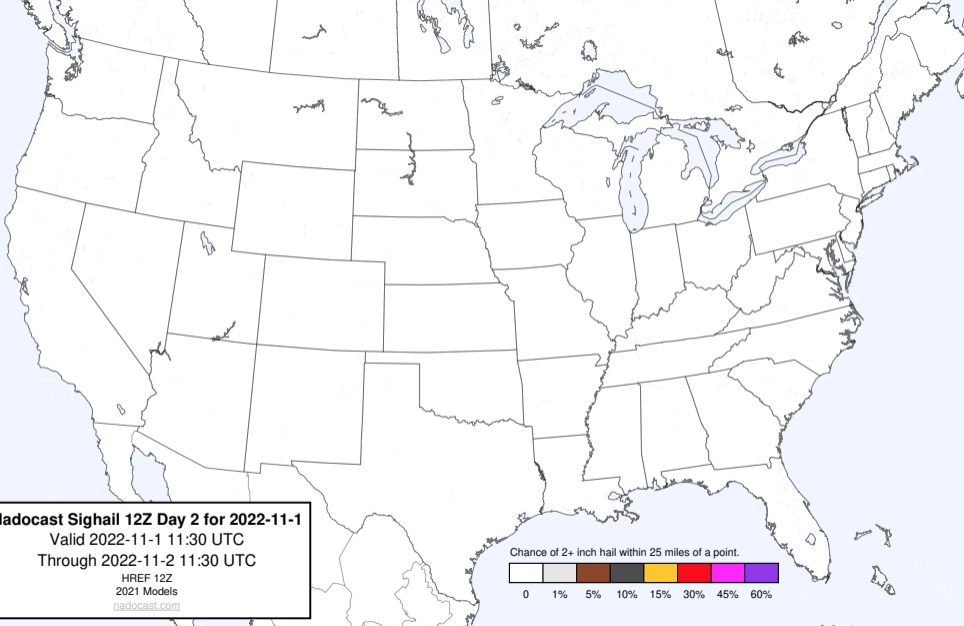 adocast Sighail 12Z Day 2 for 2022-11-1
Valid 2022-11-1 11:30 UTC
Through 2022-11-2 11:30 UTC
HREF 12Z
2021 Models
nadocast.com
Chance of 2+ inch hail within 25 miles of a point.
0 1% 5% 10% 15% 30% 45% 60%